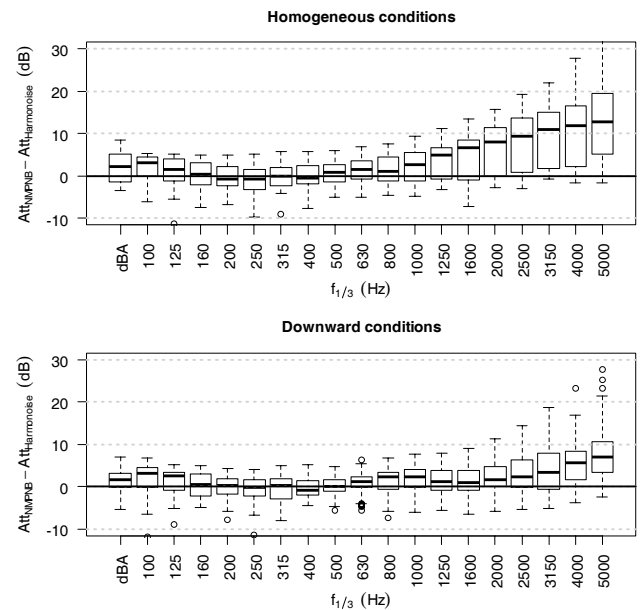 Homogeneous conditions
Att_NMPNB − Att_Harmonoise (dB)
30
20
10
0
-10
dBA 100 125 160 200 250 315 400 500 630 800 1000 1250 1600 2000 2500 3150 4000 5000
f_1/3 (Hz)
Downward conditions
Att_NMPNB − Att_Harmonoise (dB)
30
20
10
0
-10
dBA 100 125 160 200 250 315 400 500 630 800 1000 1250 1600 2000 2500 3150 4000 5000
f_1/3 (Hz)